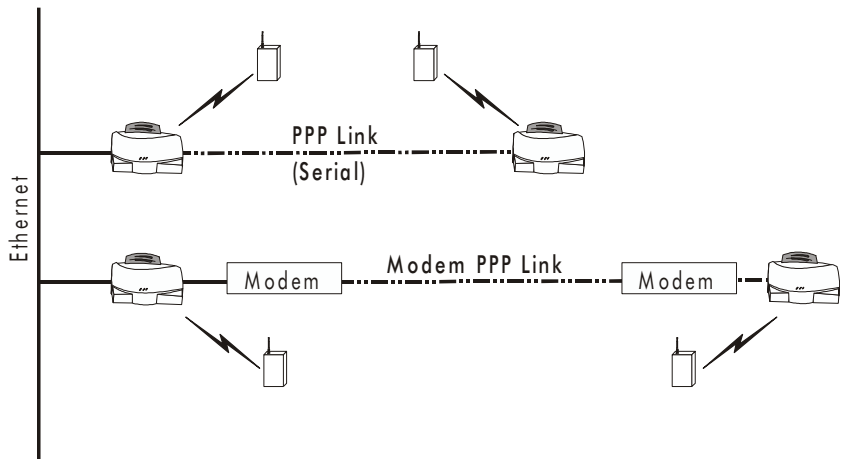 PPP Link
(Serial)
Ethernet
Modem PPP Link
Modem
Modem